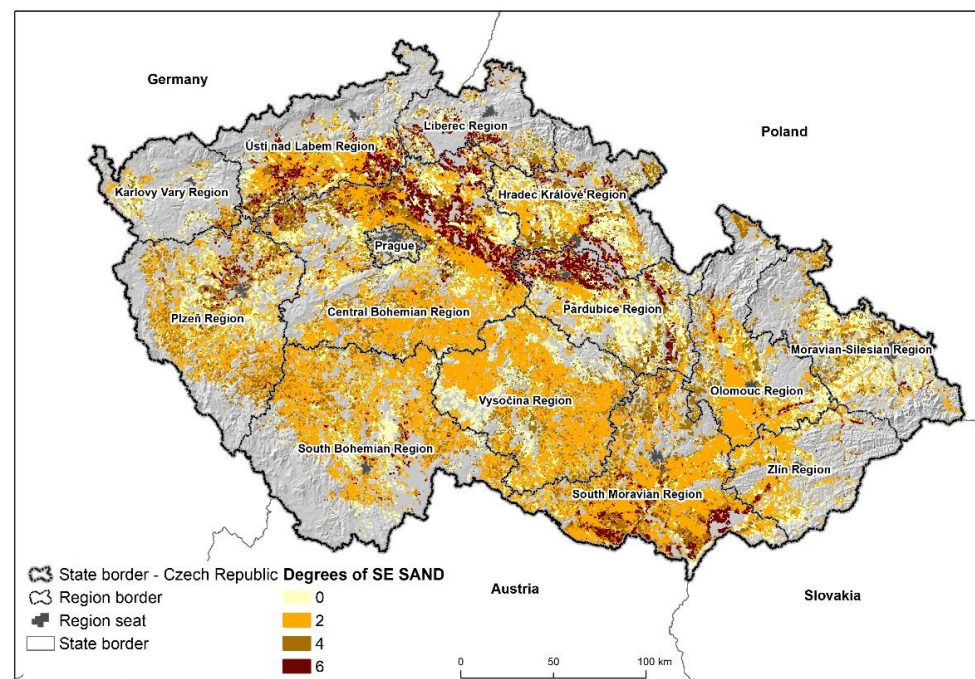 Germany
Poland
Liberec Region
Ústí nad Labem Region
Karlovy Vary Region
Hradec Králové Region
Prague
Plzeň Region
Central Bohemian Region
Pardubice Region
Moravian-Silesian Region
Olomouc Region
Vysočina Region
South Bohemian Region
Zlín Region
South Moravian Region
State border - Czech Republic
Region border
Region seat
State border
Degrees of SE SAND
0
2
4
6
Austria
Slovakia
0 50 100 km